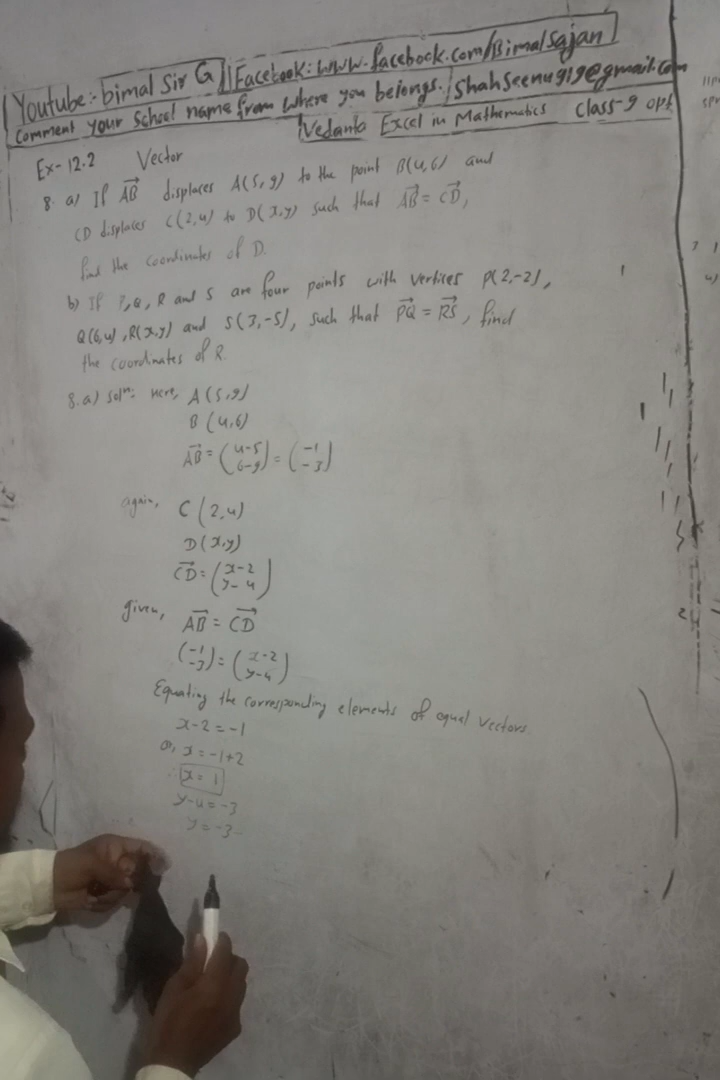 Youtube:- bimal Sir G || Facebook: www.facebook.com/Bimalsajan
comment your School name from where you belongs. | Shahseenu919@gmail.com
Vedanta Excel in Mathematics class-9 opt
Ex-12.2 Vector
8. a) If AB displaces A(5,9) to the point B(4,6) and
CD displaces C(2,4) to D(x,y) such that AB = CD,
find the coordinates of D.
b) If P,Q,R and S are four points with vertices P(2,-2),
Q(6,4), R(x,y) and S(3,-5), such that PQ = RS, find
the coordinates of R.
8.a) Soln: Here, A(5,9)
B(4,6)
AB = (4-5 6-9) = (-1 -3)
again, C(2,4)
D(x,y)
CD = (x-2 y-4)
given, AB = CD
(-1 -3) = (x-2 y-4)
Equating the corresponding elements of equal vectors.
x-2 = -1
or, x = -1+2
x = 1
y-4 = -3
y = -3